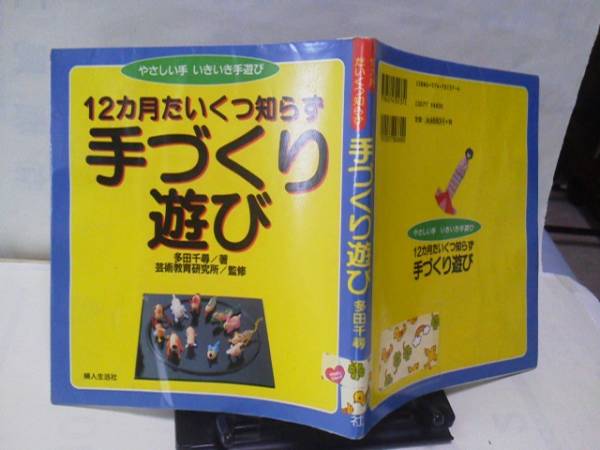 やさしい手 いきいき手遊び
12カ月たいくつ知らず
手づくり
遊び
多田千尋/著
芸術教育研究所/監修
婦人生活社
たいくつ知らず
手づくり遊び
多田千尋
社
やさしい手 いきいき手遊び
12カ月たいくつ知らず
手づくり遊び